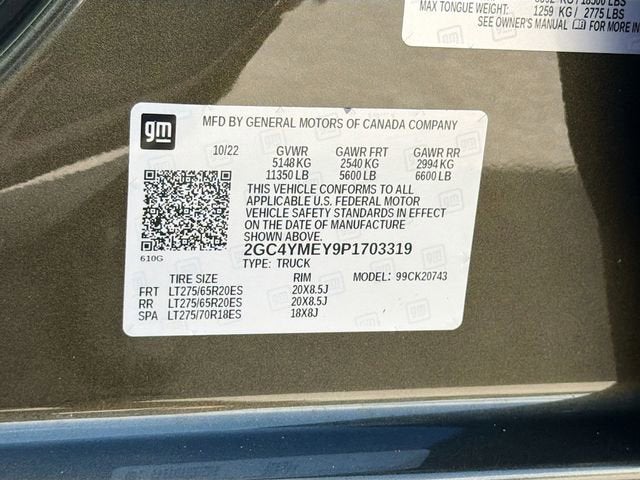 MAX TONGUE WEIGHT: 1259 KG / 2775 LBS
SEE OWNER'S MANUAL FOR MORE IN
gm
MFD BY GENERAL MOTORS OF CANADA COMPANY
10/22 GVWR GAWR FRT GAWR RR
5148 KG 2540 KG 2994 KG
11350 LB 5600 LB 6600 LB
THIS VEHICLE CONFORMS TO ALL
APPLICABLE U.S. FEDERAL MOTOR
VEHICLE SAFETY STANDARDS IN EFFECT
ON THE DATE OF MANUFACTURE
SHOWN ABOVE.
610G
2GC4YMEY9P1703319
TYPE: TRUCK
TIRE SIZE RIM MODEL: 99CK20743
FRT LT275/65R20ES 20X8.5J
RR LT275/65R20ES 20X8.5J
SPA LT275/70R18ES 18X8J